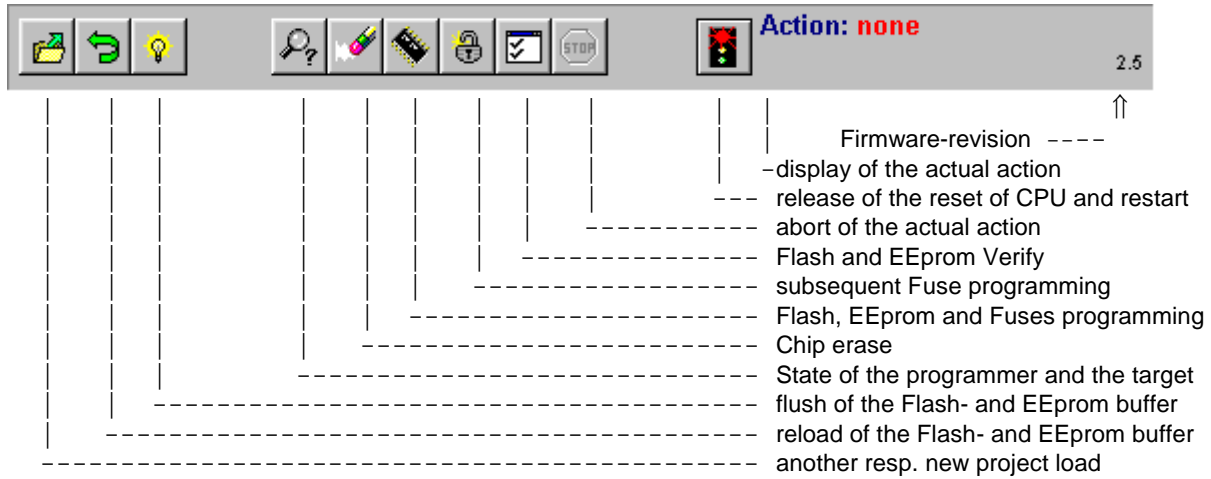 STOP
Action: none
2.5
Firmware-revision
display of the actual action
release of the reset of CPU and restart
abort of the actual action
Flash and EEprom Verify
subsequent Fuse programming
Flash, EEprom and Fuses programming
Chip erase
State of the programmer and the target
flush of the Flash- and EEprom buffer
reload of the Flash- and EEprom buffer
another resp. new project load